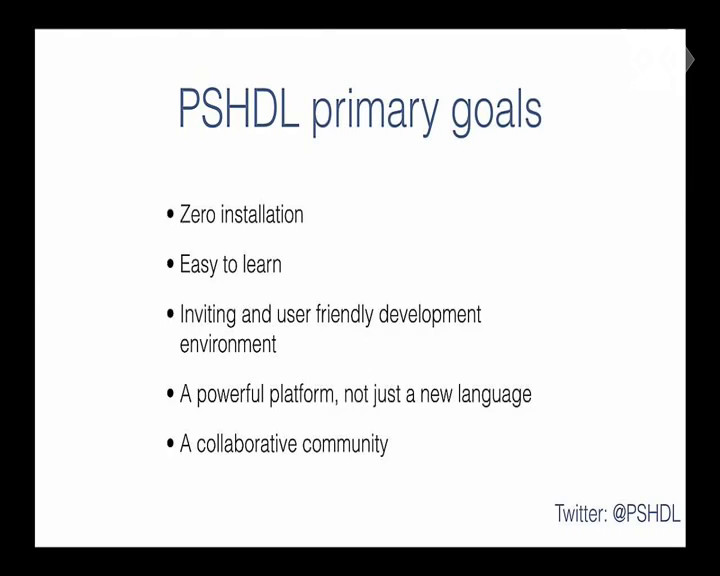 PSHDL primary goals
• Zero installation
• Easy to learn
• Inviting and user friendly development
environment
• A powerful platform, not just a new language
• A collaborative community
Twitter: @PSHDL